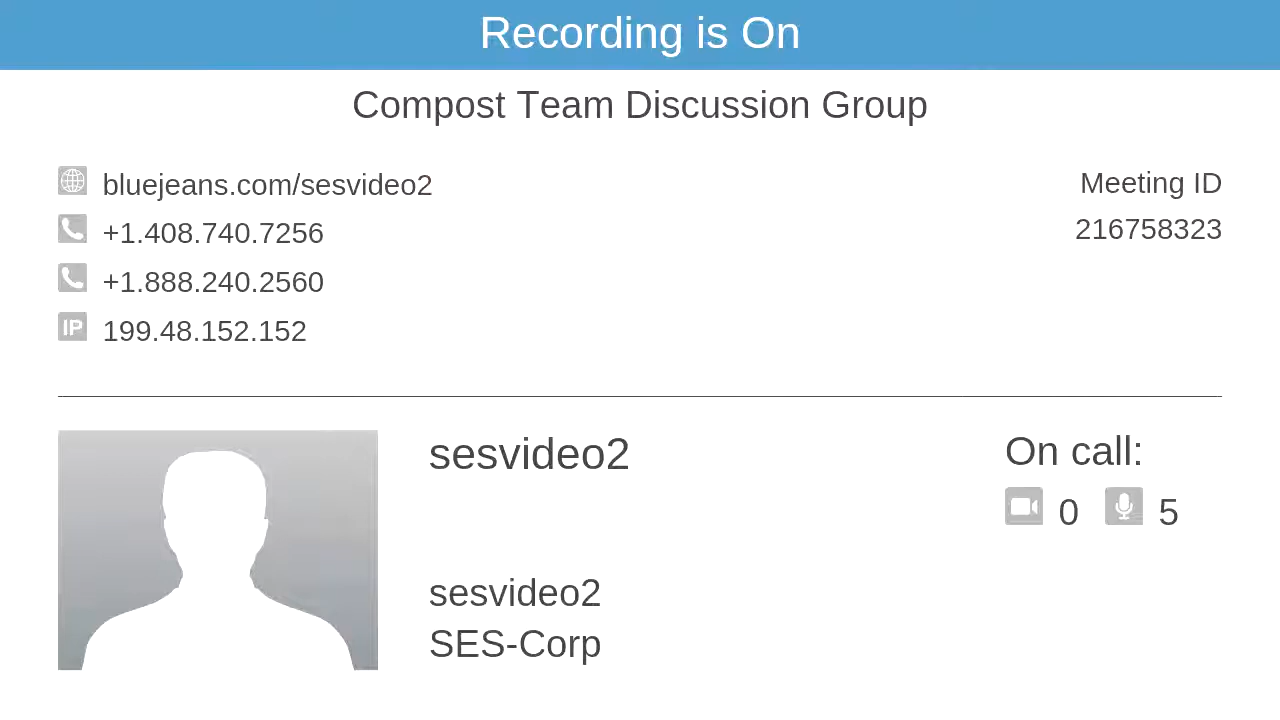 Recording is On
Compost Team Discussion Group
bluejeans.com/sesvideo2
+1.408.740.7256
+1.888.240.2560
IP 199.48.152.152
Meeting ID
216758323
sesvideo2
sesvideo2
SES-Corp
On call:
0 5